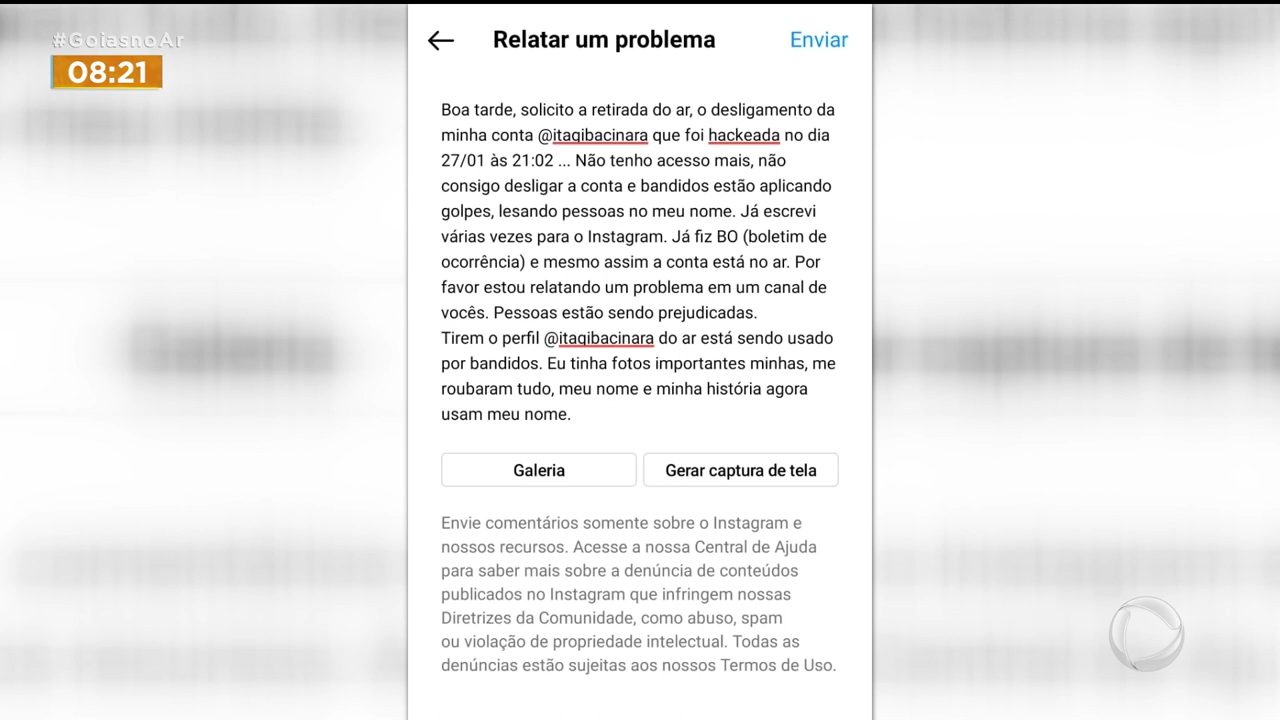 #GoiasnoAr
08:21
Relatar um problema
Enviar
Boa tarde, solicito a retirada do ar, o desligamento da
minha conta @itagibacinara que foi hackeada no dia
27/01 às 21:02 ... Não tenho acesso mais, não
consigo desligar a conta e bandidos estão aplicando
golpes, lesando pessoas no meu nome. Já escrevi
várias vezes para o Instagram. Já fiz BO (boletim de
ocorrência) e mesmo assim a conta está no ar. Por
favor estou relatando um problema em um canal de
vocês. Pessoas estão sendo prejudicadas.
Tirem o perfil @itagibacinara do ar está sendo usado
por bandidos. Eu tinha fotos importantes minhas, me
roubaram tudo, meu nome e minha história agora
usam meu nome.
Galeria
Gerar captura de tela
Envie comentários somente sobre o Instagram e
nossos recursos. Acesse a nossa Central de Ajuda
para saber mais sobre a denúncia de conteúdos
publicados no Instagram que infringem nossas
Diretrizes da Comunidade, como abuso, spam
ou violação de propriedade intelectual. Todas as
denúncias estão sujeitas aos nossos Termos de Uso.